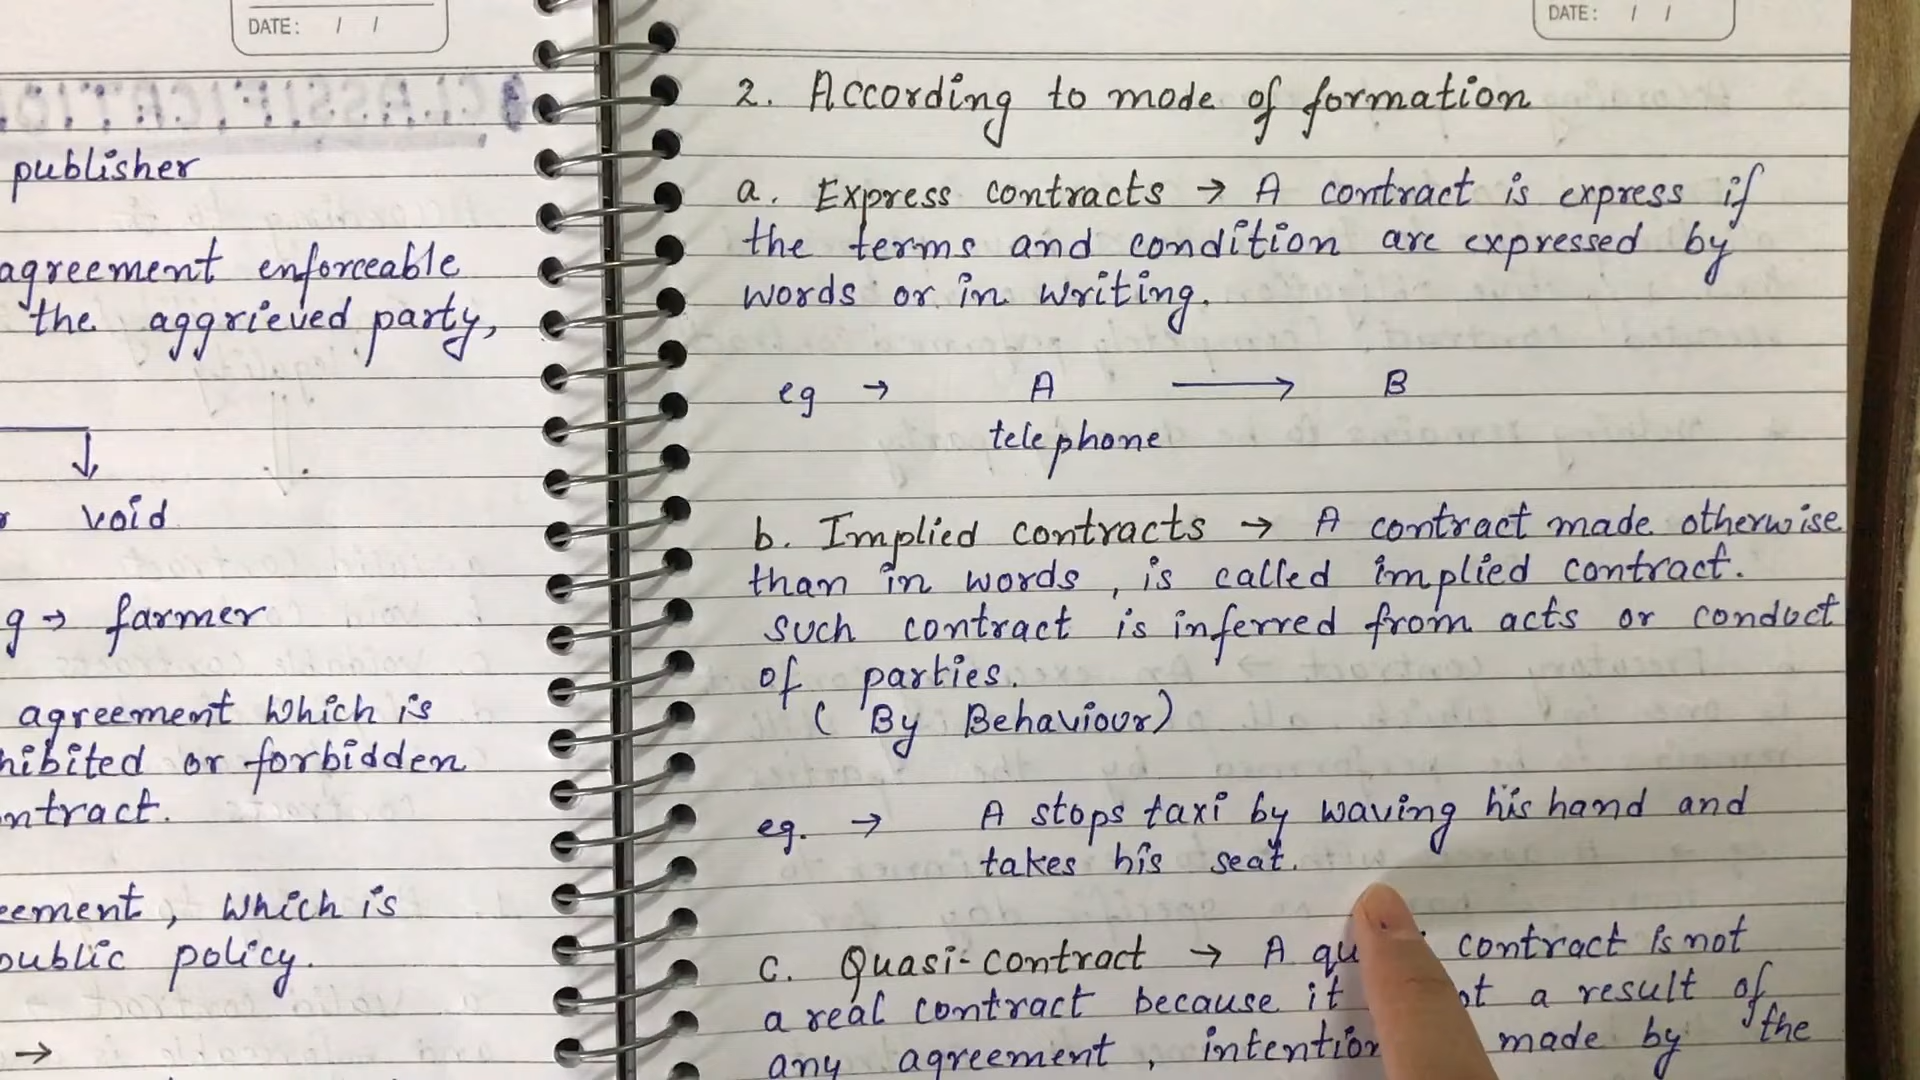 DATE: / /
publisher
agreement enforceable
the aggrieved party,
void
g → farmer
agreement which is
hibited or forbidden
ntract.
eement, which is
public policy.
→
DATE: / /
2. According to mode of formation
a. Express contracts → A contract is express if
the terms and condition are expressed by
words or in writing.
eg → A → B
telephone
b. Implied contracts → A contract made otherwise
than in words, is called implied contract.
such contract is inferred from acts or conduct
of parties.
( By Behaviour)
eg. → A stops taxi by waving his hand and
takes his seat.
c. Quasi-contract → A qu contract is not
a real contract because it ot a result of
any agreement, intention made by the